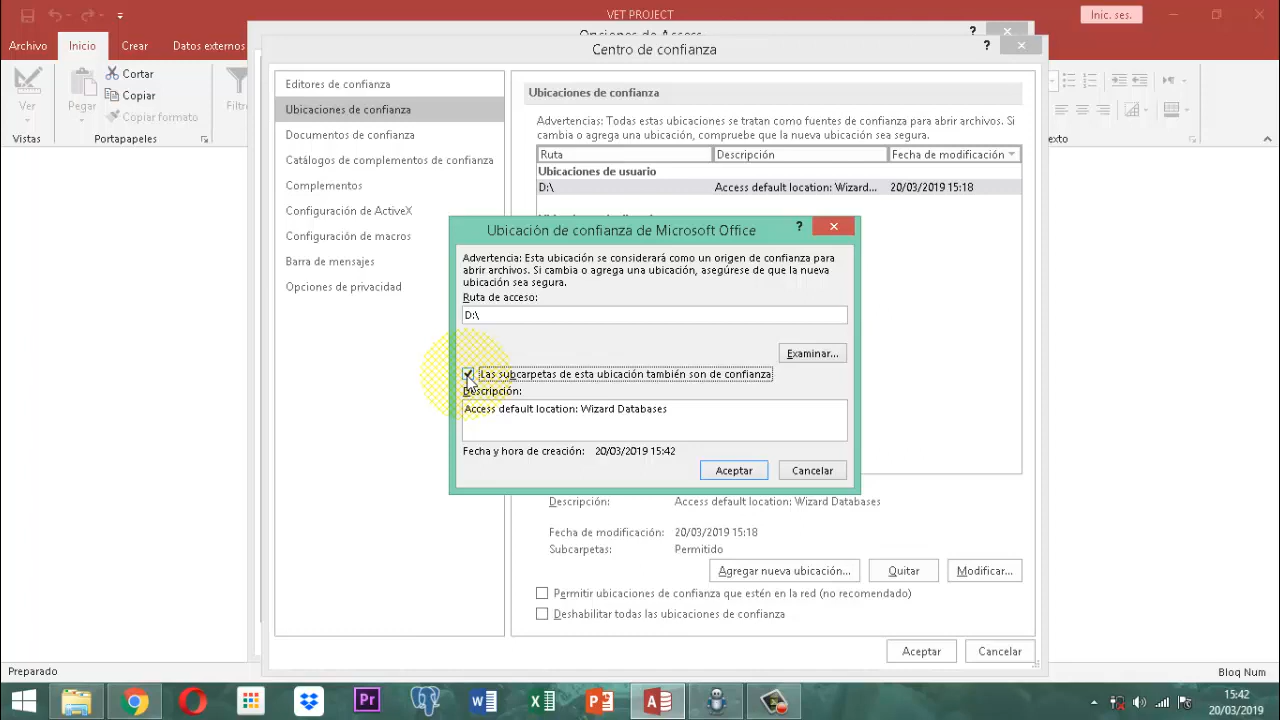 VET PROJECT
Inic. ses.
Archivo
Inicio
Crear
Datos externos
Ver
Vistas
Pegar
Cortar
Copiar
Copiar formato
Portapapeles
Filtr
exto
Opciones de Access
Centro de confianza
?
?
Editores de confianza
Ubicaciones de confianza
Documentos de confianza
Catálogos de complementos de confianza
Complementos
Configuración de ActiveX
Configuración de macros
Barra de mensajes
Opciones de privacidad
Ubicaciones de confianza
Advertencia: Todas estas ubicaciones se tratan como fuentes de confianza para abrir archivos. Si
cambia o agrega una ubicación, compruebe que la nueva ubicación sea segura.
Ruta Descripción Fecha de modificación
Ubicaciones de usuario
D:\ Access default location: Wizard... 20/03/2019 15:18
Ubicación de confianza de Microsoft Office
?
Advertencia: Esta ubicación se considerará como un origen de confianza para
abrir archivos. Si cambia o agrega una ubicación, asegúrese de que la nueva
ubicación sea segura.
Ruta de acceso:
D:\
Examinar...
Las subcarpetas de esta ubicación también son de confianza
Descripción:
Access default location: Wizard Databases
Fecha y hora de creación: 20/03/2019 15:42
Aceptar Cancelar
Descripción: Access default location: Wizard Databases
Fecha de modificación: 20/03/2019 15:18
Subcarpetas: Permitido
Agregar nueva ubicación... Quitar Modificar...
Permitir ubicaciones de confianza que estén en la red (no recomendado)
Deshabilitar todas las ubicaciones de confianza
Aceptar Cancelar
Preparado
Bloq Num
15:42
20/03/2019